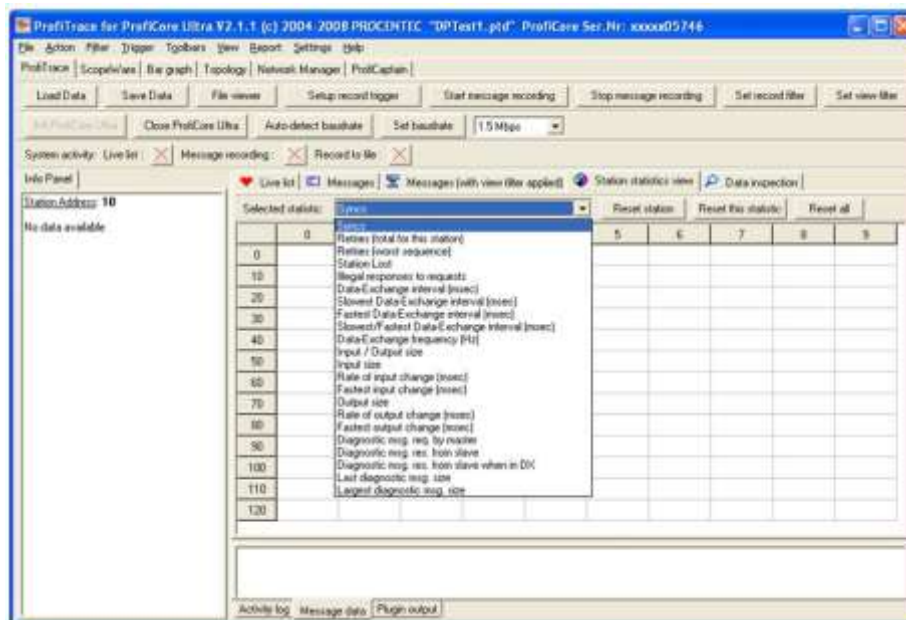 ProfiTrace for ProfiCore Ultra V2.1.1 (c) 2004-2008 PROCENTEC "DPTest1.ptd" ProfiCore Ser.Nr: xxxxx05746
File Action Filter Trigger Toolbars View Report Settings Help
ProfiTrace ScopeWare Bar graph Topology Network Manager ProfiCaptain
Load Data Save Data File viewer Setup record trigger Start message recording Stop message recording Set record filter Set view filter
Init ProfiCore Ultra Close ProfiCore Ultra Auto-detect baudrate Set baudrate 1.5 Mbps
System activity: Live list: Message recording: Record to file
Info Panel
Live list Messages Messages (with view filter applied) Station statistics view Data inspection
Station Address: 10
Selected statistic: Syncs Reset station Reset this statistic Reset all
No data available
0 5 6 7 8 9
Syncs
Retries (total for this station)
Retries (worst sequence)
Station Lost
Illegal responses to requests
Data-Exchange interval (msec)
Slowest Data-Exchange interval (msec)
Fastest Data-Exchange interval (msec)
Slowest/Fastest Data-Exchange interval (msec)
Data-Exchange frequency (Hz)
Input / Output size
Input size
Rate of input change (msec)
Fastest input change (msec)
Output size
Rate of output change (msec)
Fastest output change (msec)
Diagnostic msg. req. by master
Diagnostic msg. res. from slave
Diagnostic msg. res. from slave when in DX
Last diagnostic msg. size
Largest diagnostic msg. size
0
10
20
30
40
50
60
70
80
90
100
110
120
Activity log Message data Plugin output